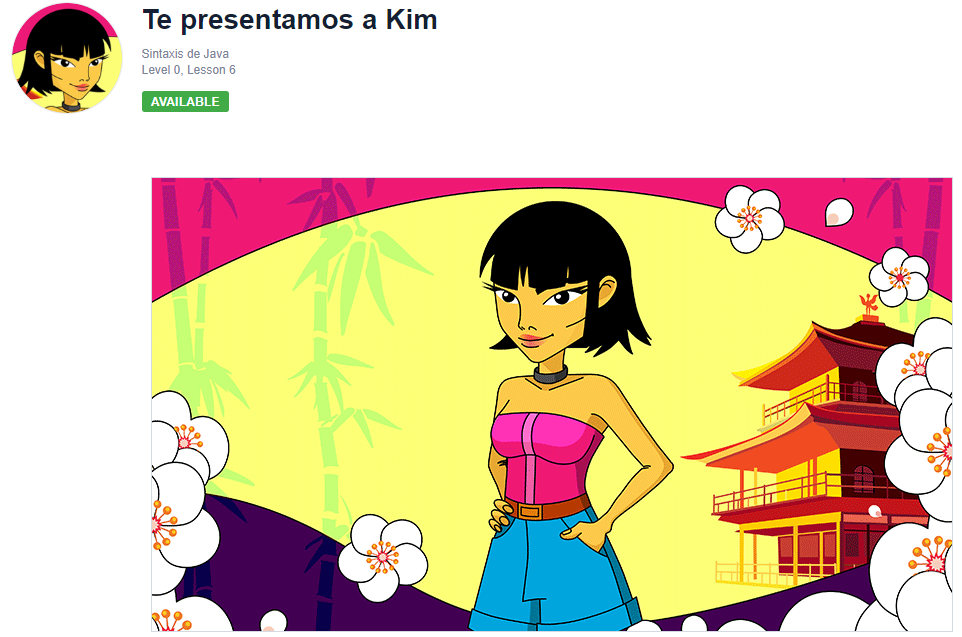 Te presentamos a Kim
Sintaxis de Java
Level 0, Lesson 6
AVAILABLE